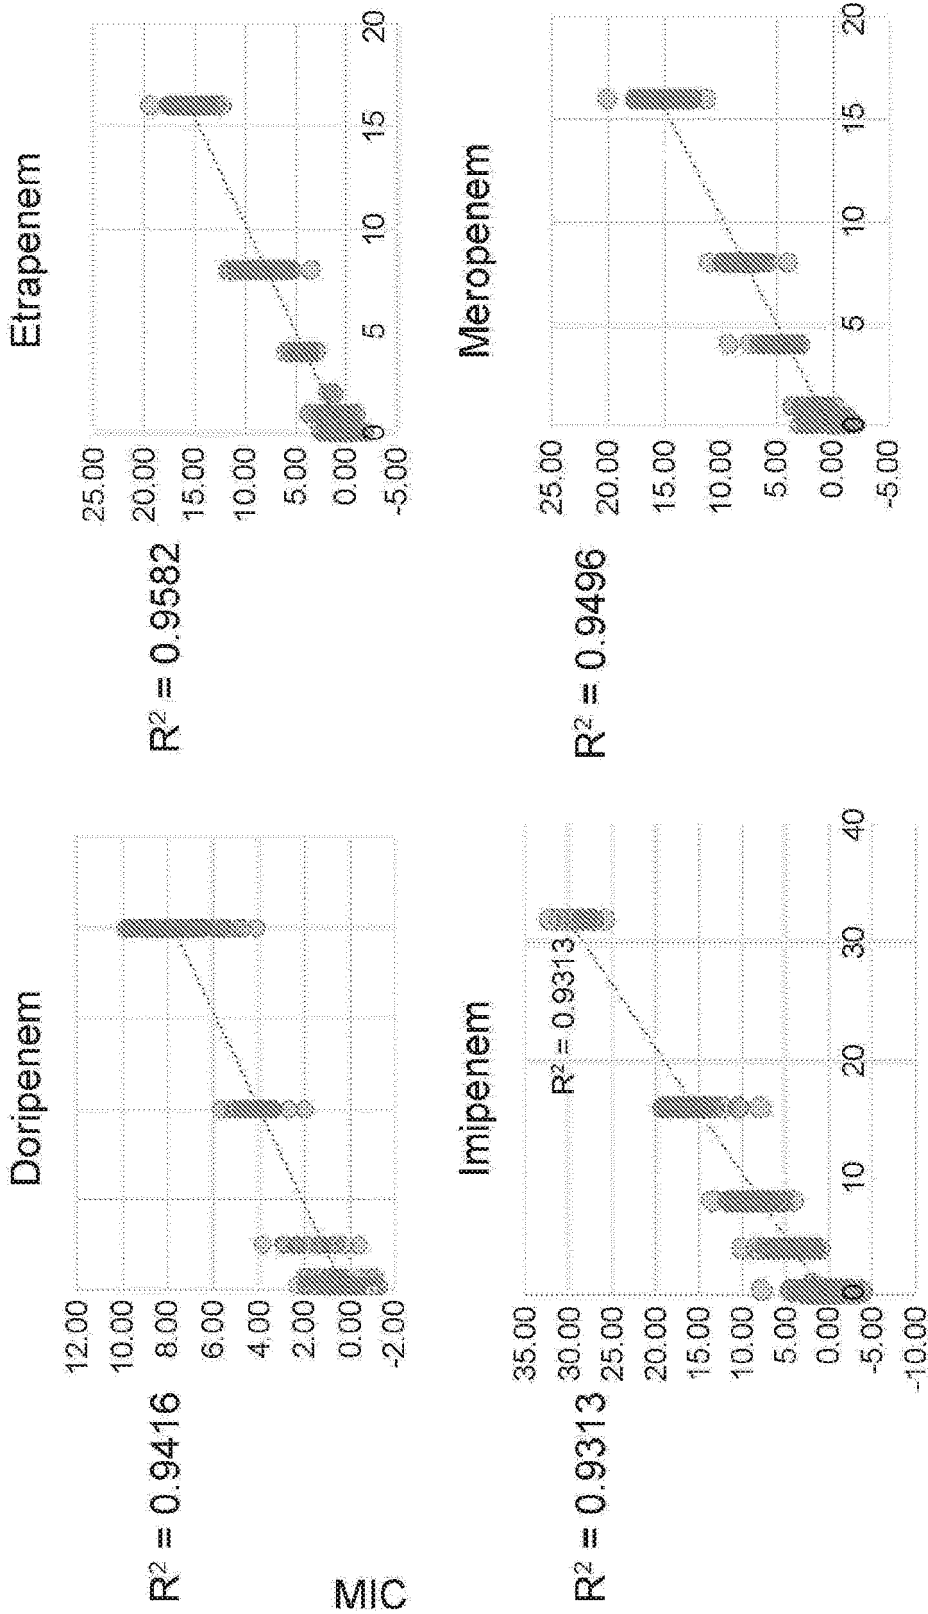 Doripenem
R² = 0.9416
12.00
10.00
8.00
6.00
4.00
2.00
0.00
-2.00
MIC
Etrapenem
R² = 0.9582
25.00
20.00
15.00
10.00
5.00
0.00
-5.00
0 5 10 15 20
Imipenem
R² = 0.9313
35.00
30.00
25.00
20.00
15.00
10.00
5.00
0.00
-5.00
-10.00
R² = 0.9313
0 10 20 30 40
Meropenem
R² = 0.9496
25.00
20.00
15.00
10.00
5.00
0.00
-5.00
0 5 10 15 20